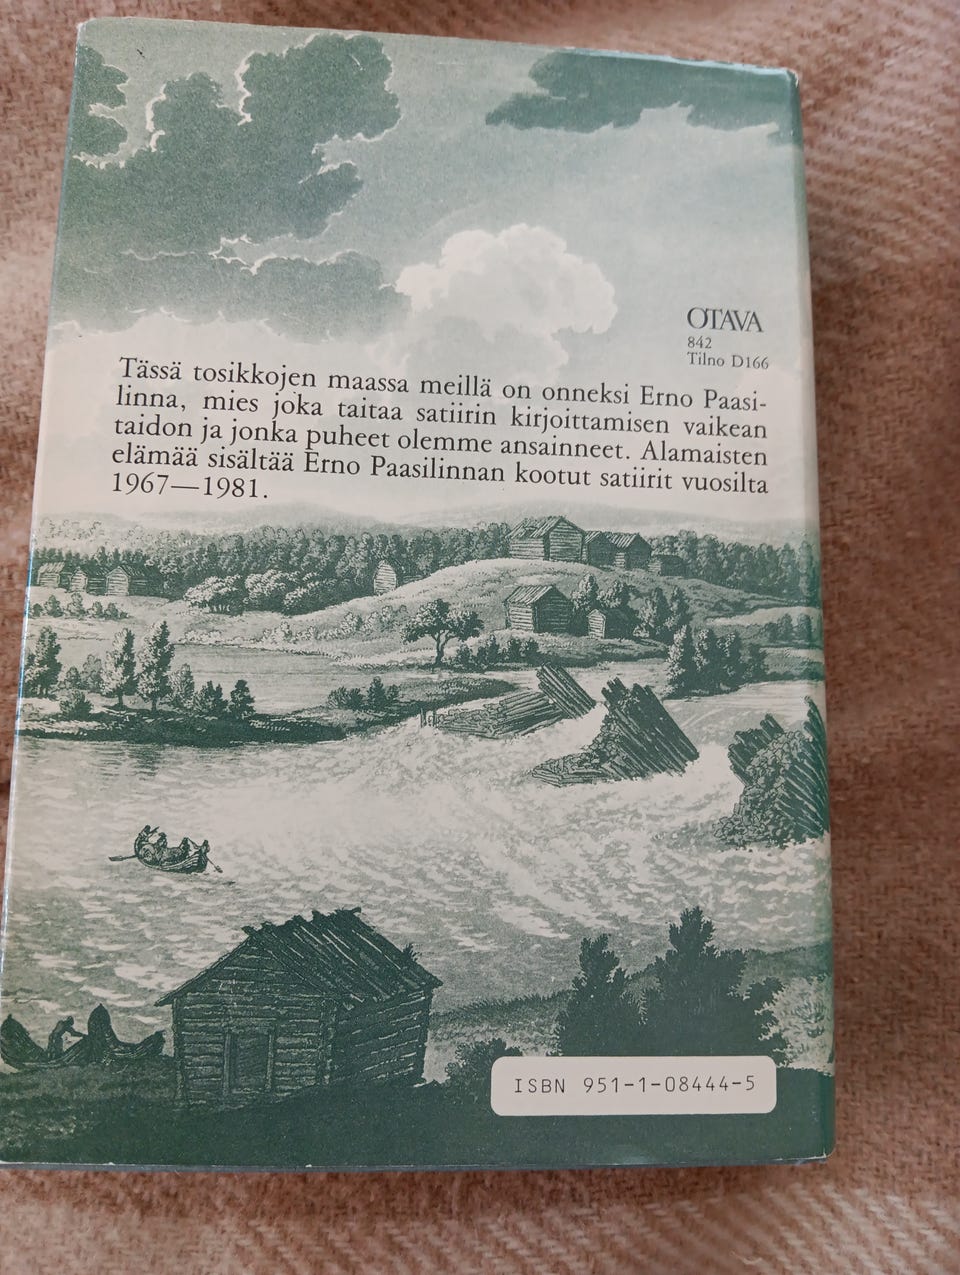 OTAVA
842
Tilno D166
Tässä tosikkojen maassa meillä on onneksi Erno Paasi-
linna, mies joka taitaa satiirin kirjoittamisen vaikean
taidon ja jonka puheet olemme ansainneet. Alamaisten
elämää sisältää Erno Paasilinnan kootut satiirit vuosilta
1967—1981.
ISBN 951-1-08444-5